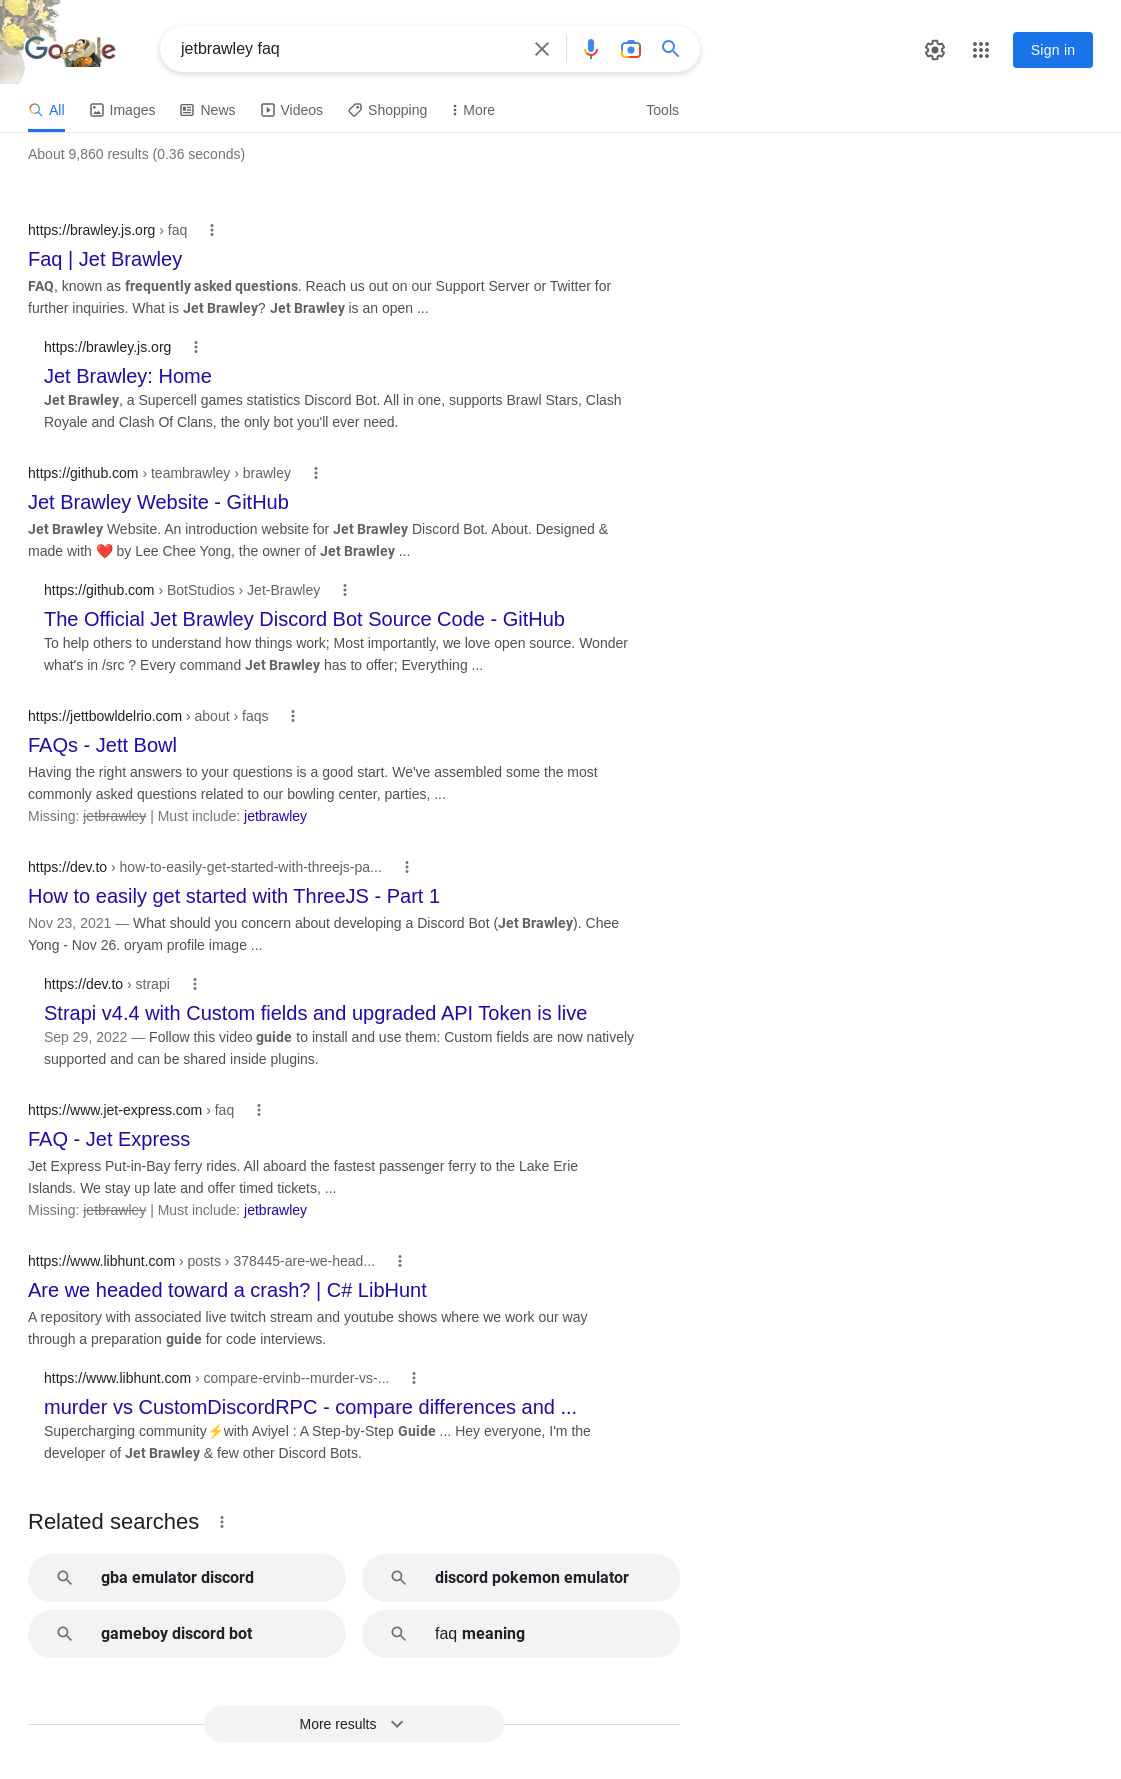 Google
jetbrawley faq
Sign in
All
Images
News
Videos
Shopping
More
Tools
About 9,860 results (0.36 seconds)
https://brawley.js.org › faq
Faq | Jet Brawley
FAQ, known as frequently asked questions. Reach us out on our Support Server or Twitter for
further inquiries. What is Jet Brawley? Jet Brawley is an open ...
https://brawley.js.org
Jet Brawley: Home
Jet Brawley, a Supercell games statistics Discord Bot. All in one, supports Brawl Stars, Clash
Royale and Clash Of Clans, the only bot you'll ever need.
https://github.com › teambrawley › brawley
Jet Brawley Website - GitHub
Jet Brawley Website. An introduction website for Jet Brawley Discord Bot. About. Designed &
made with ❤️ by Lee Chee Yong, the owner of Jet Brawley ...
https://github.com › BotStudios › Jet-Brawley
The Official Jet Brawley Discord Bot Source Code - GitHub
To help others to understand how things work; Most importantly, we love open source. Wonder
what's in /src ? Every command Jet Brawley has to offer; Everything ...
https://jettbowldelrio.com › about › faqs
FAQs - Jett Bowl
Having the right answers to your questions is a good start. We've assembled some the most
commonly asked questions related to our bowling center, parties, ...
Missing: jetbrawley | Must include: jetbrawley
https://dev.to › how-to-easily-get-started-with-threejs-pa...
How to easily get started with ThreeJS - Part 1
Nov 23, 2021 — What should you concern about developing a Discord Bot (Jet Brawley). Chee
Yong - Nov 26. oryam profile image ...
https://dev.to › strapi
Strapi v4.4 with Custom fields and upgraded API Token is live
Sep 29, 2022 — Follow this video guide to install and use them: Custom fields are now natively
supported and can be shared inside plugins.
https://www.jet-express.com › faq
FAQ - Jet Express
Jet Express Put-in-Bay ferry rides. All aboard the fastest passenger ferry to the Lake Erie
Islands. We stay up late and offer timed tickets, ...
Missing: jetbrawley | Must include: jetbrawley
https://www.libhunt.com › posts › 378445-are-we-head...
Are we headed toward a crash? | C# LibHunt
A repository with associated live twitch stream and youtube shows where we work our way
through a preparation guide for code interviews.
https://www.libhunt.com › compare-ervinb--murder-vs-...
murder vs CustomDiscordRPC - compare differences and ...
Supercharging community⚡with Aviyel : A Step-by-Step Guide ... Hey everyone, I'm the
developer of Jet Brawley & few other Discord Bots.
Related searches
gba emulator discord
discord pokemon emulator
gameboy discord bot
faq meaning
More results